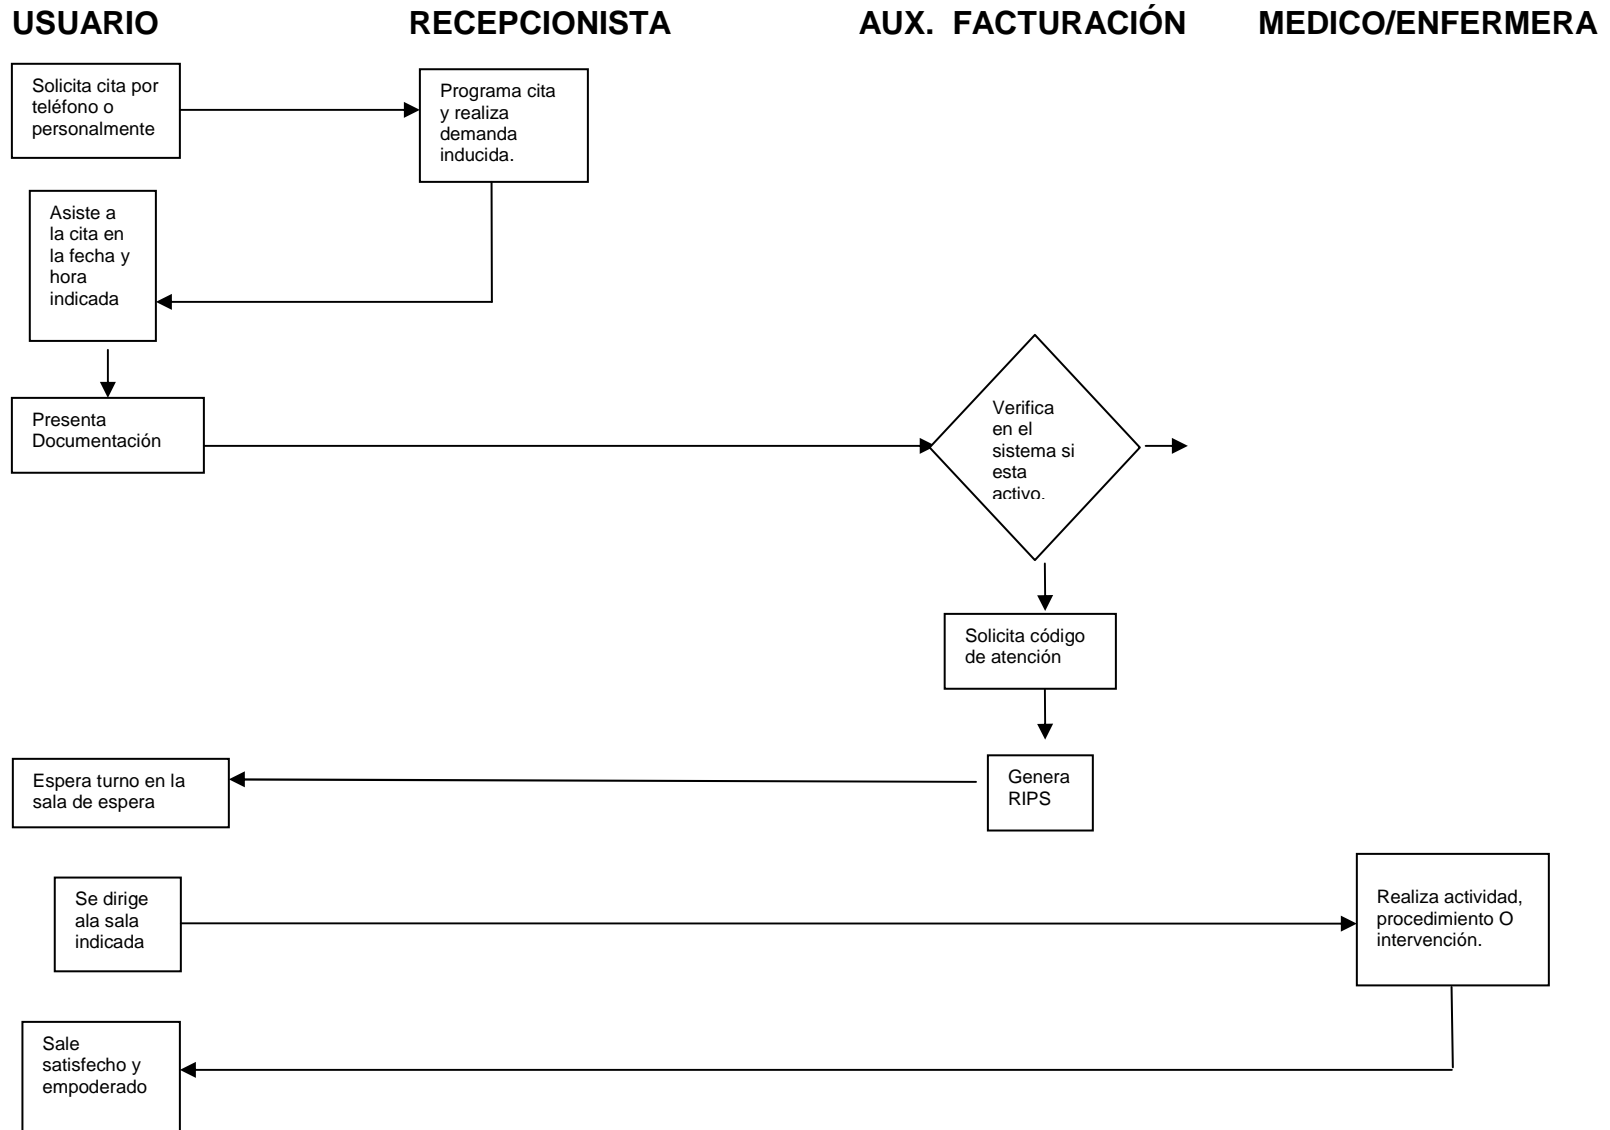 USUARIO RECEPCIONISTA AUX. FACTURACIÓN MEDICO/ENFERMERA
Solicita cita por
teléfono o
personalmente
Programa cita
y realiza
demanda
inducida.
Asiste a
la cita en
la fecha y
hora
indicada
Presenta
Documentación
Verifica
en el
sistema si
esta
activo.
Solicita código
de atención
Genera
RIPS
Espera turno en la
sala de espera
Se dirige
ala sala
indicada
Realiza actividad,
procedimiento O
intervención.
Sale
satisfecho y
empoderado